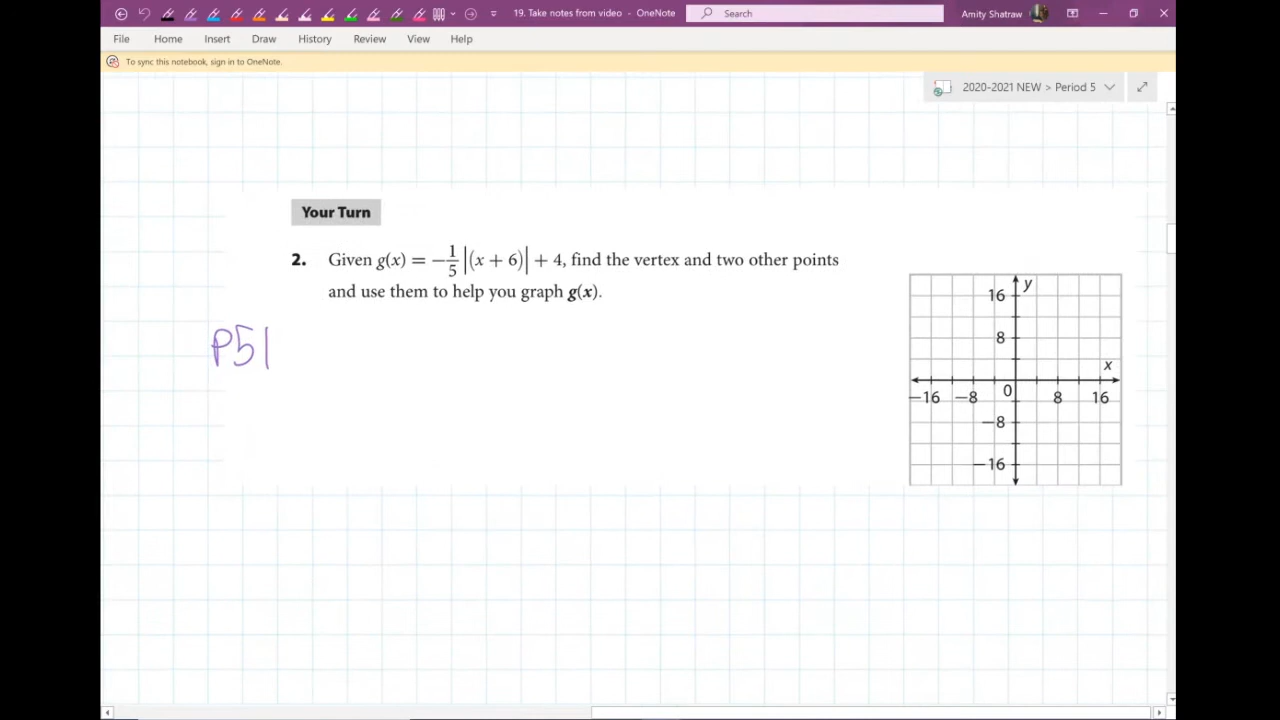 19. Take notes from video - OneNote
Search
Amity Shatraw
File Home Insert Draw History Review View Help
To sync this notebook, sign in to OneNote.
2020-2021 NEW > Period 5
Your Turn
2. Given g(x) = −1/5 |(x + 6)| + 4, find the vertex and two other points
and use them to help you graph g(x).
P51
y
16
8
x
0
−16 −8 8 16
−8
−16